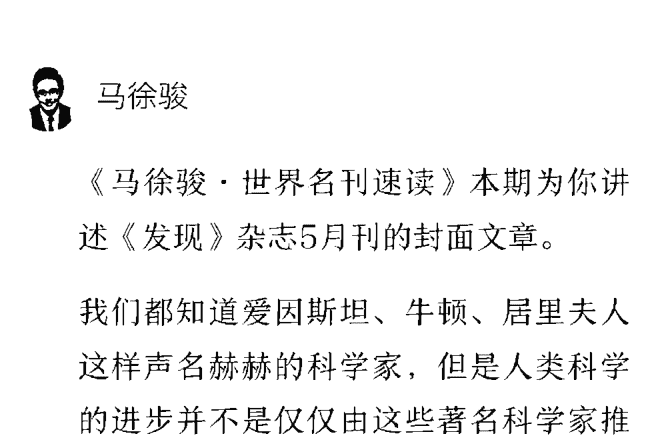 马徐骏
《马徐骏·世界名刊速读》本期为你讲
述《发现》杂志5月刊的封面文章。
我们都知道爱因斯坦、牛顿、居里夫人
这样声名赫赫的科学家，但是人类科学
的进步并不是仅仅由这些著名科学家推